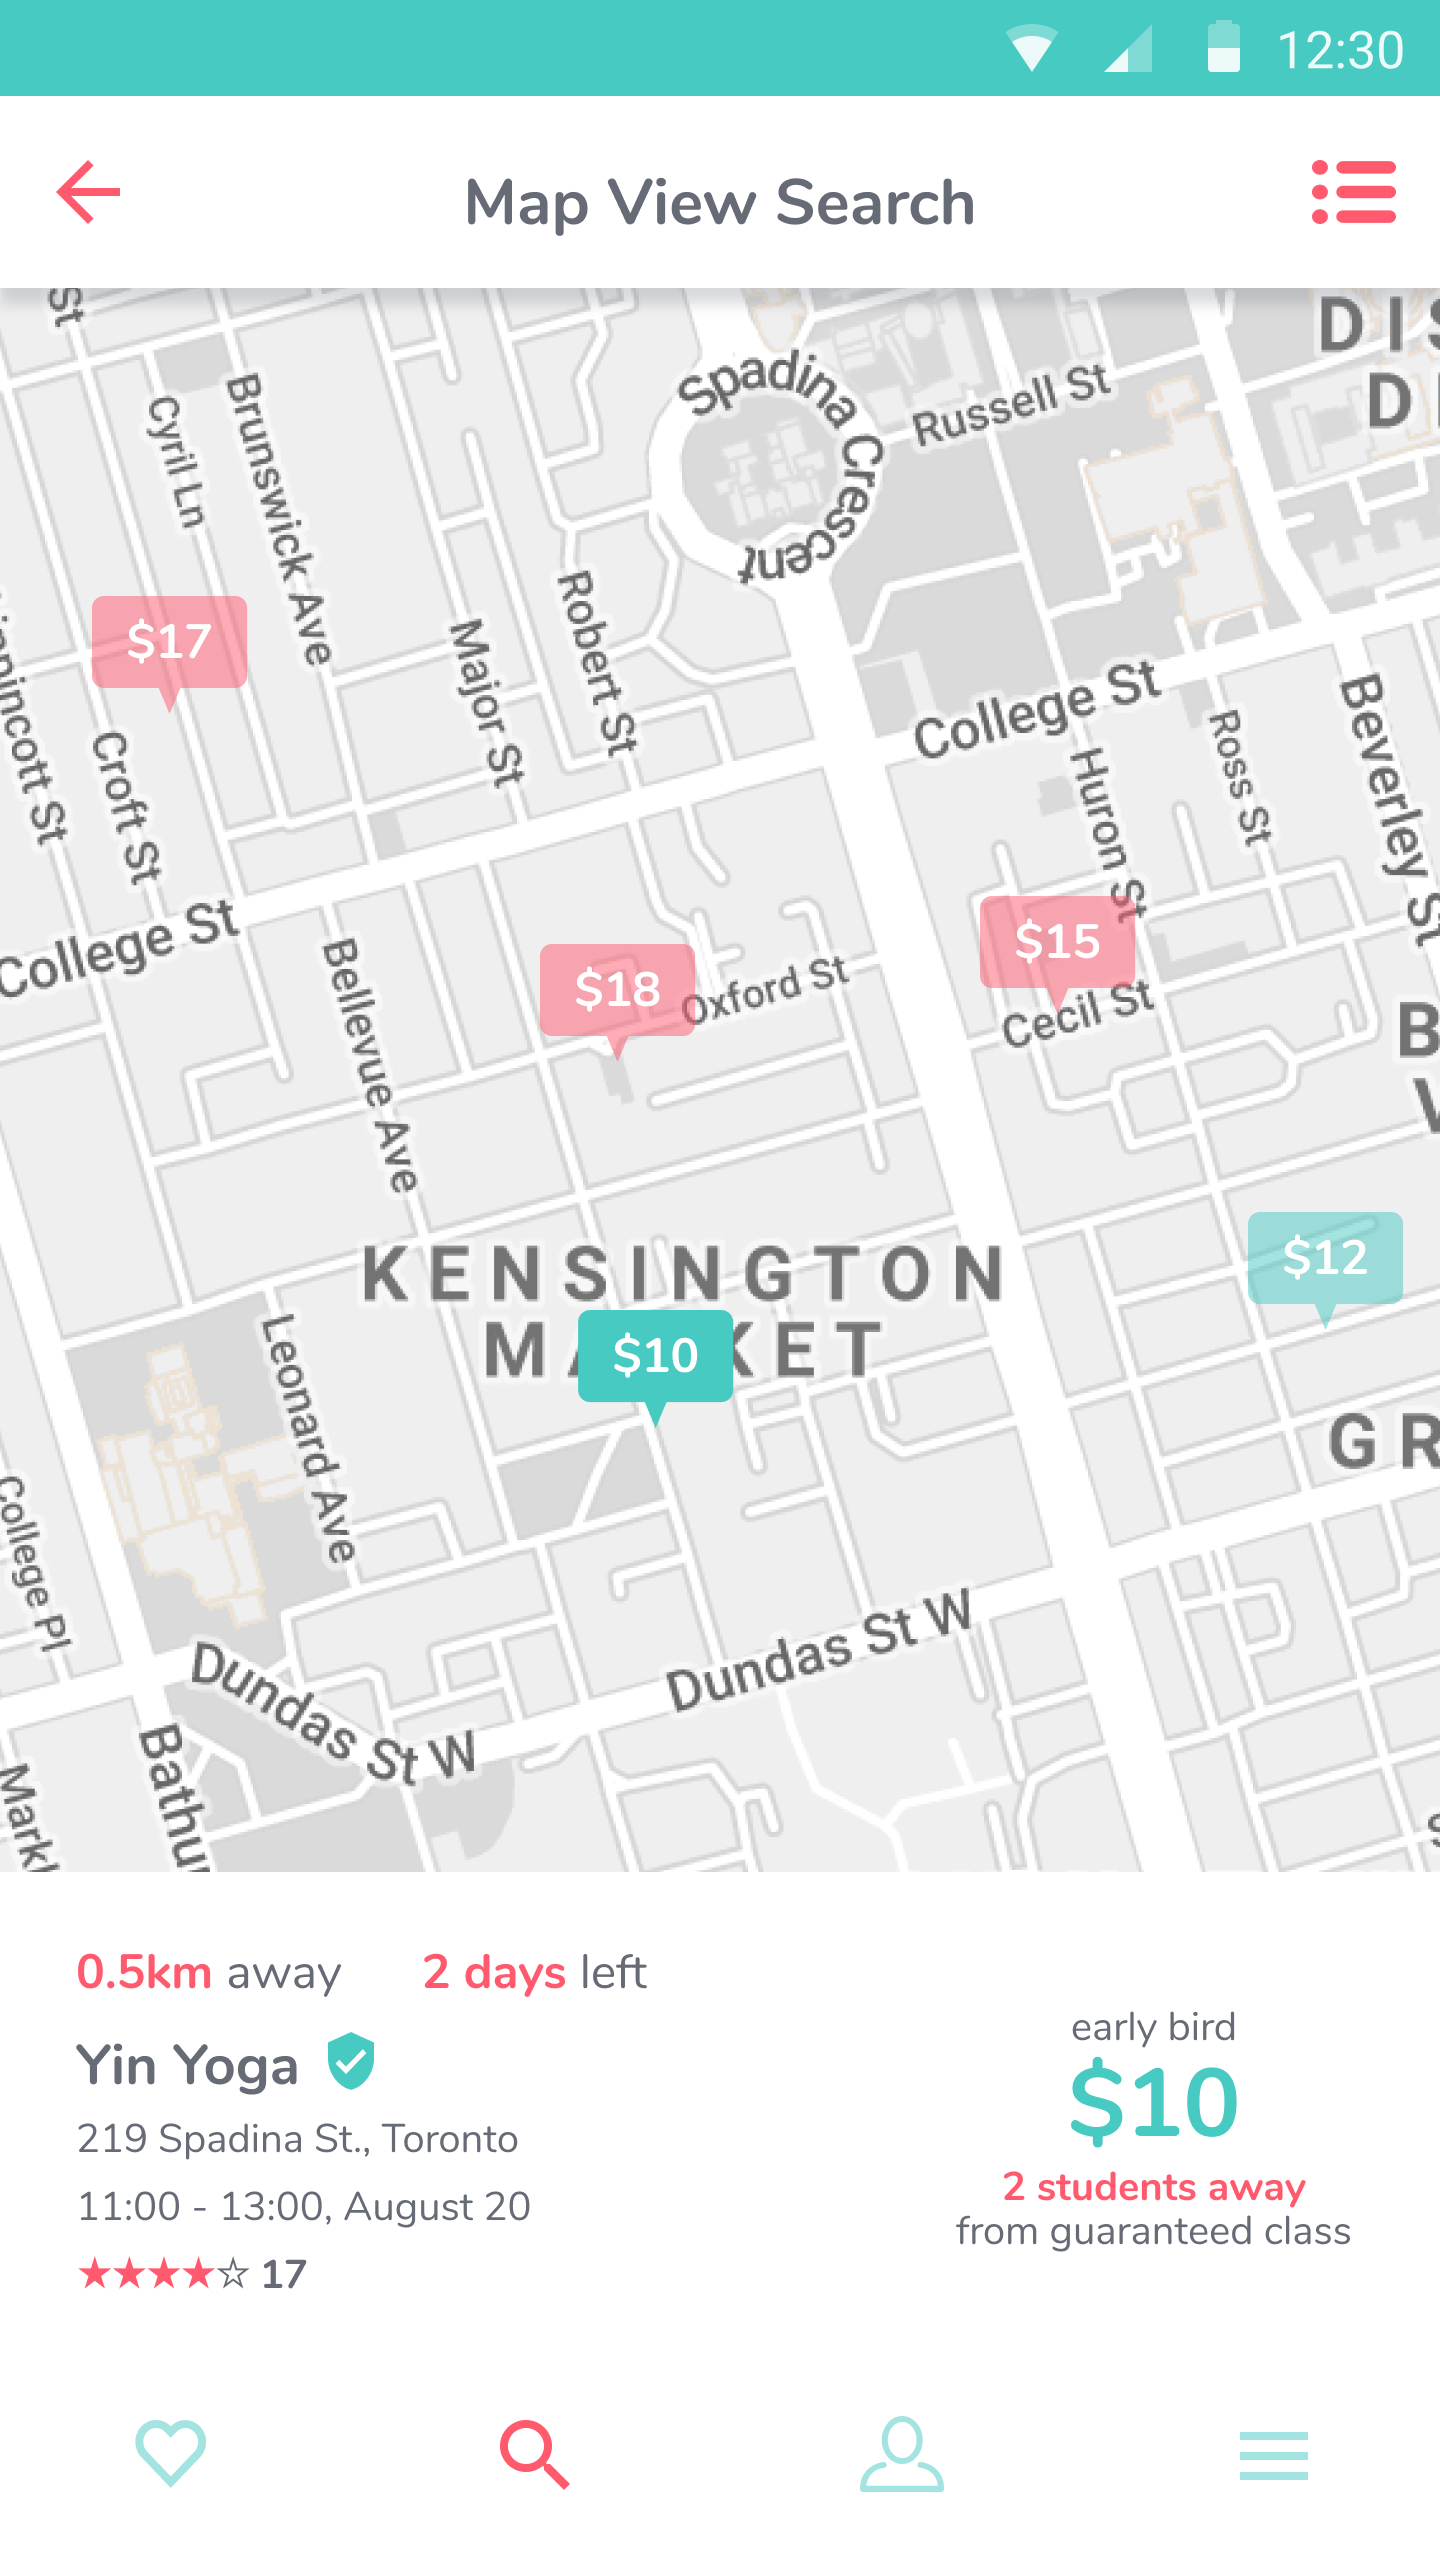 12:30
Map View Search
St
DIS
D
Spadina Crescent
Russell St
Cyril Ln
Brunswick Ave
$17
Robert St
Major St
College St
Beverley St
Ross St
Huron St
Croft St
College St
$15
$18
Oxford St
Cecil St
Bellevue Ave
B
V
$12
KENSINGTON
$10
KET
Leonard Ave
GR
College Pl
Dundas St W
Dundas St W
Bathur
Markh
0.5km away 2 days left
Yin Yoga
219 Spadina St., Toronto
11:00 - 13:00, August 20
★★★★☆ 17
early bird
$10
2 students away
from guaranteed class